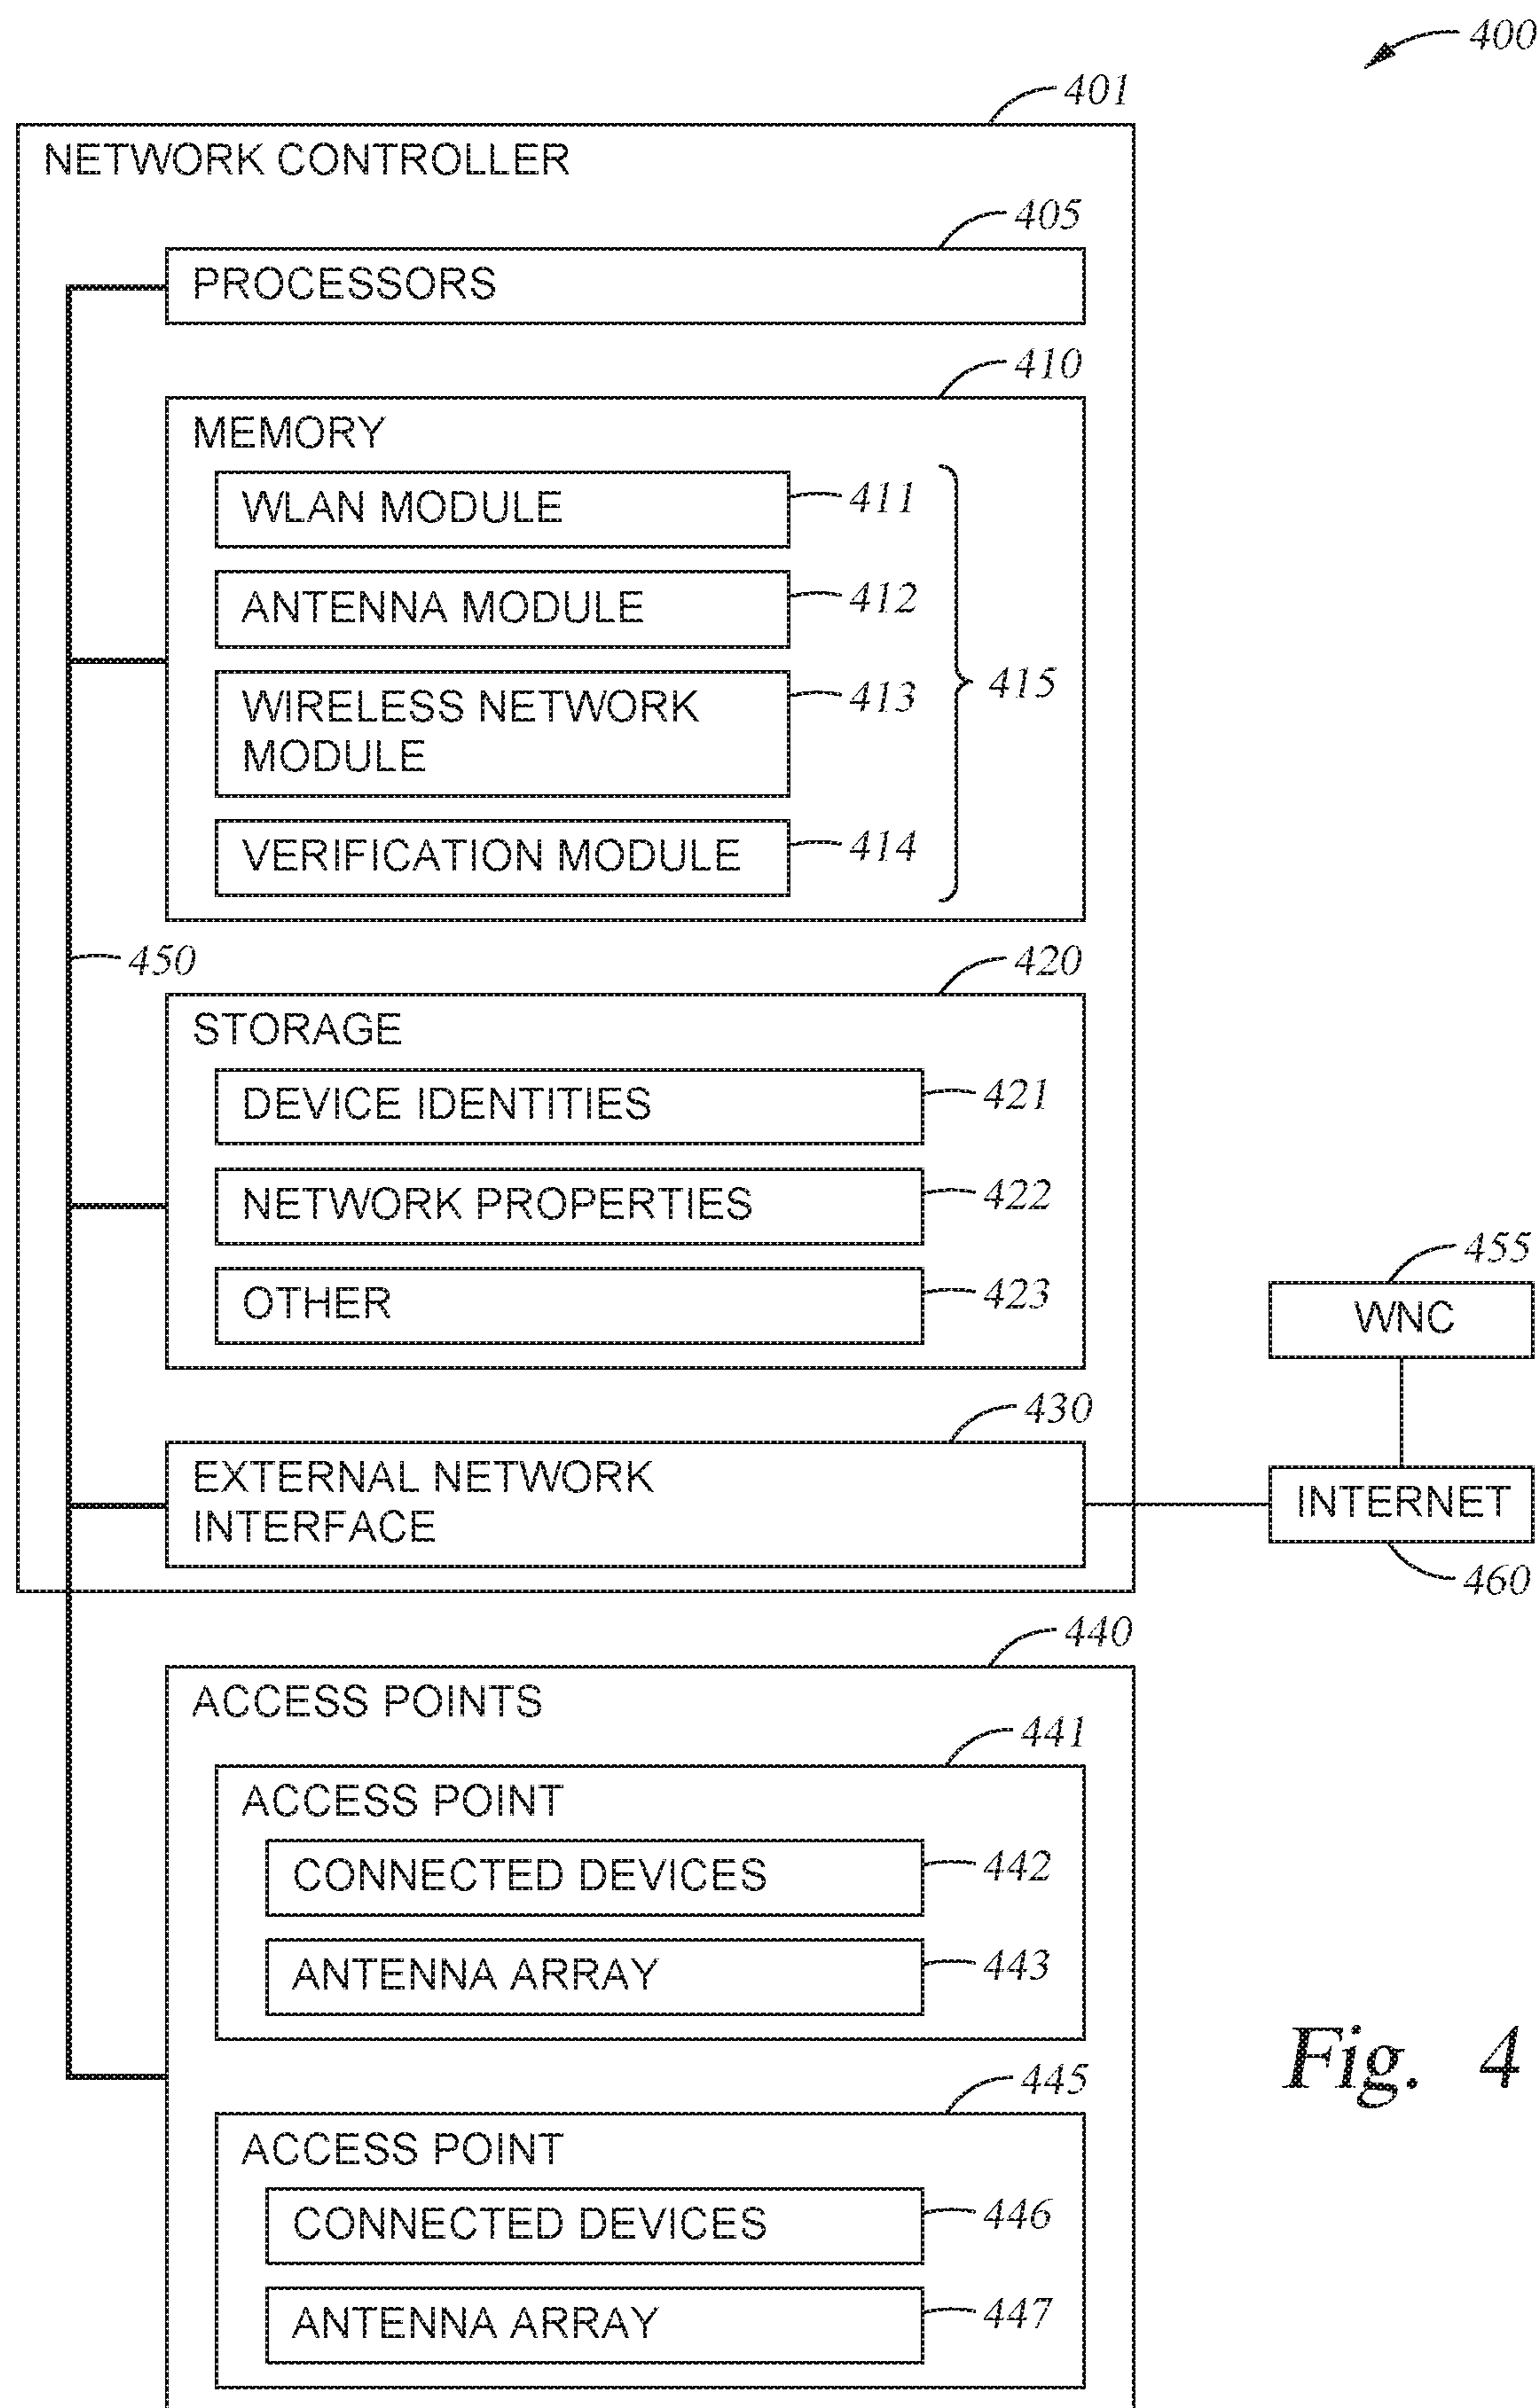 400
401
NETWORK CONTROLLER
405
PROCESSORS
410
MEMORY
WLAN MODULE
411
ANTENNA MODULE
412
WIRELESS NETWORK
MODULE
413
415
VERIFICATION MODULE
414
450
420
STORAGE
DEVICE IDENTITIES
421
NETWORK PROPERTIES
422
OTHER
423
455
WNC
430
EXTERNAL NETWORK
INTERFACE
INTERNET
460
440
ACCESS POINTS
441
ACCESS POINT
CONNECTED DEVICES
442
ANTENNA ARRAY
443
445
ACCESS POINT
CONNECTED DEVICES
446
ANTENNA ARRAY
447
Fig. 4